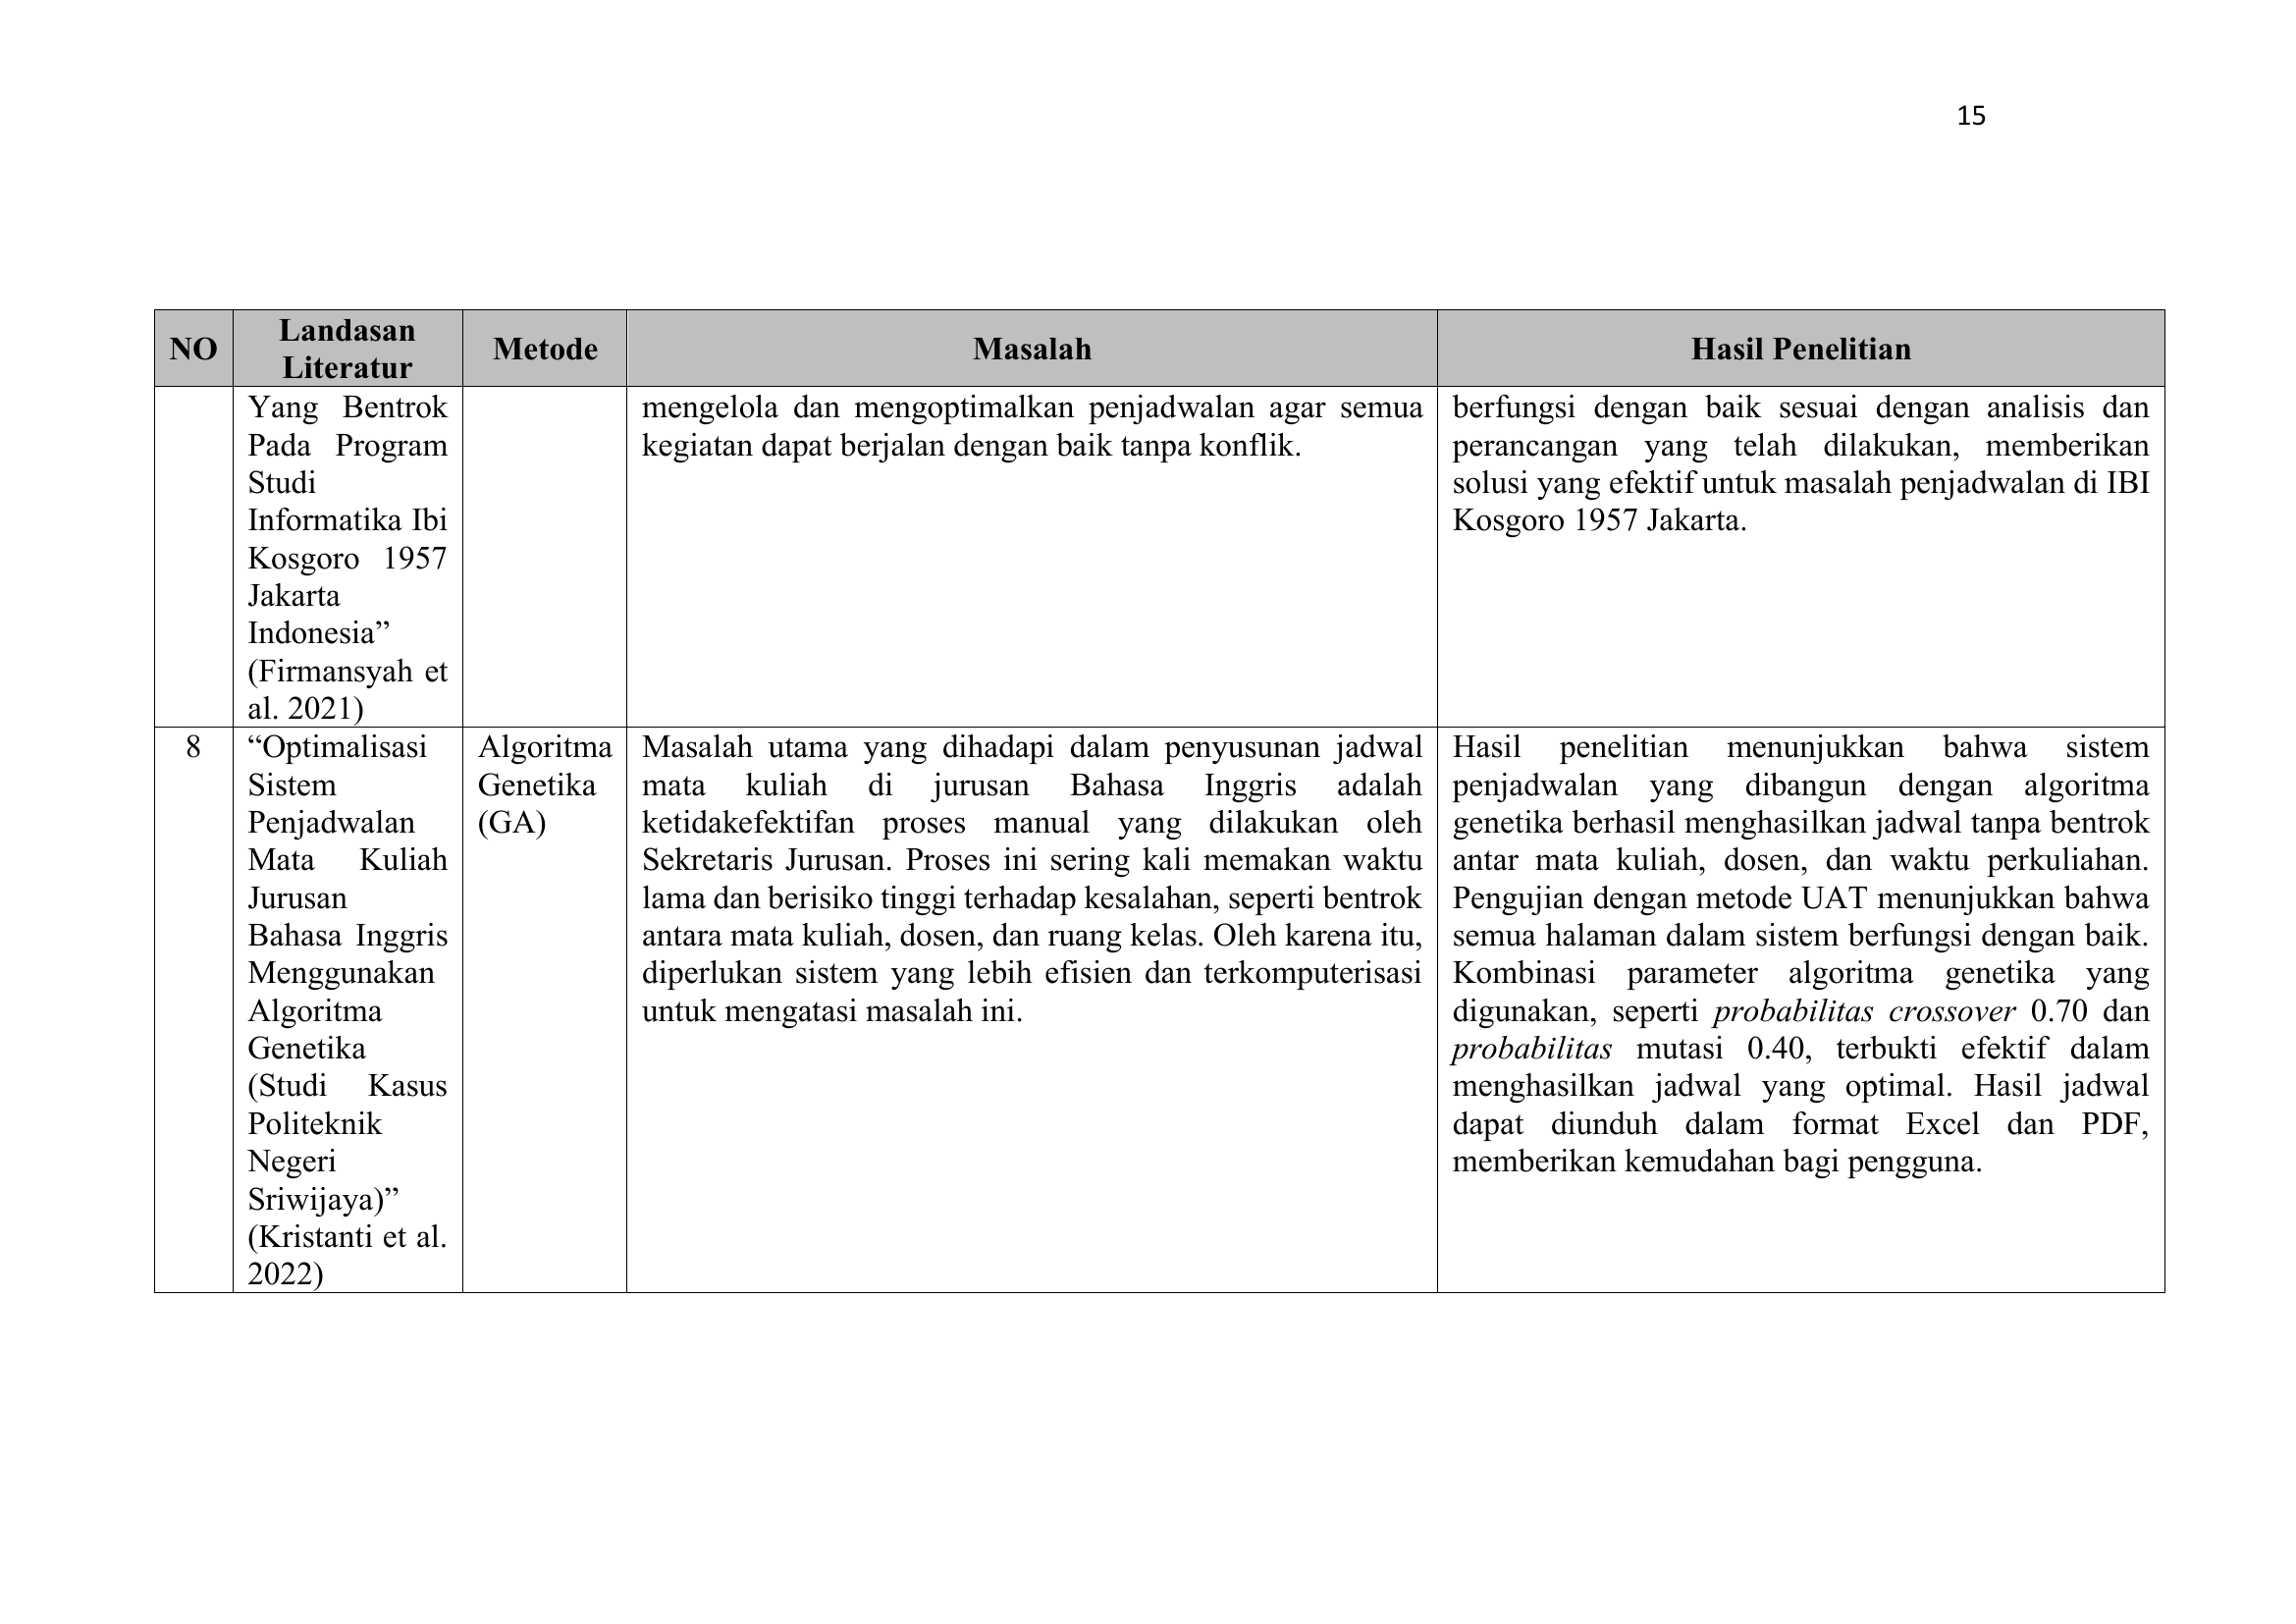 15
NO
Landasan
Literatur
Metode
Masalah
Hasil Penelitian
Yang Bentrok
Pada Program
Studi
Informatika Ibi
Kosgoro 1957
Jakarta
Indonesia”
(Firmansyah et
al. 2021)
mengelola dan mengoptimalkan penjadwalan agar semua
kegiatan dapat berjalan dengan baik tanpa konflik.
berfungsi dengan baik sesuai dengan analisis dan
perancangan yang telah dilakukan, memberikan
solusi yang efektif untuk masalah penjadwalan di IBI
Kosgoro 1957 Jakarta.
8
“Optimalisasi
Sistem
Penjadwalan
Mata Kuliah
Jurusan
Bahasa Inggris
Menggunakan
Algoritma
Genetika
(Studi Kasus
Politeknik
Negeri
Sriwijaya)”
(Kristanti et al.
2022)
Algoritma
Genetika
(GA)
Masalah utama yang dihadapi dalam penyusunan jadwal
mata kuliah di jurusan Bahasa Inggris adalah
ketidakefektifan proses manual yang dilakukan oleh
Sekretaris Jurusan. Proses ini sering kali memakan waktu
lama dan berisiko tinggi terhadap kesalahan, seperti bentrok
antara mata kuliah, dosen, dan ruang kelas. Oleh karena itu,
diperlukan sistem yang lebih efisien dan terkomputerisasi
untuk mengatasi masalah ini.
Hasil penelitian menunjukkan bahwa sistem
penjadwalan yang dibangun dengan algoritma
genetika berhasil menghasilkan jadwal tanpa bentrok
antar mata kuliah, dosen, dan waktu perkuliahan.
Pengujian dengan metode UAT menunjukkan bahwa
semua halaman dalam sistem berfungsi dengan baik.
Kombinasi parameter algoritma genetika yang
digunakan, seperti probabilitas crossover 0.70 dan
probabilitas mutasi 0.40, terbukti efektif dalam
menghasilkan jadwal yang optimal. Hasil jadwal
dapat diunduh dalam format Excel dan PDF,
memberikan kemudahan bagi pengguna.